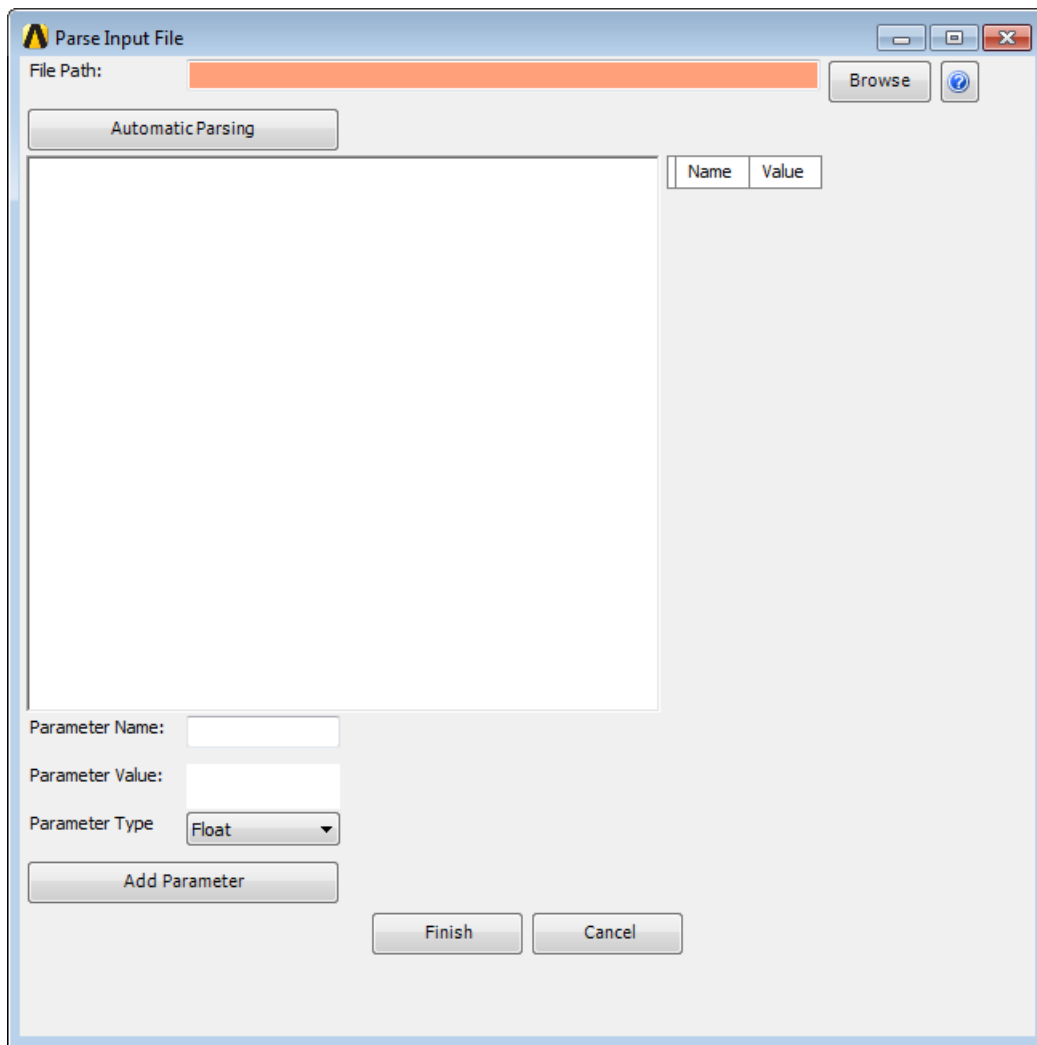 Parse Input File
File Path:
Browse
Automatic Parsing
Name Value
Parameter Name:
Parameter Value:
Parameter Type Float
Add Parameter
Finish Cancel